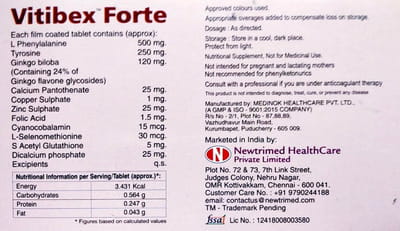 Vitibex Forte
Each film coated tablet contains (approx):
L Phenylalanine 500 mg.
Tyrosine 250 mg.
Ginkgo biloba 120 mg.
(Containing 24% of
Ginkgo flavone glycosides)
Calcium Pantothenate 25 mg.
Copper Sulphate 1 mg.
Zinc Sulphate 25 mg.
Folic Acid 1.5 mg.
Cyanocobalamin 15 mcg.
L-Selenomethionine 30 mcg.
S Acetyl Glutathione 5 mg.
Dicalcium phosphate 25 mg.
Excipients q.s.
Nutritional Information per Serving/Tablet (approx)*:
Energy 3.431 Kcal
Carbohydrates 0.564 g
Protein 0.247 g
Fat 0.043 g
* Figures based on calculated values
Approved colours used.
Appropriate overages added to compensate loss on storage.
Dosage : As directed.
Storage : Store in a cool, dark place.
Protect from light.
Nutritional Supplement, Not for Medicinal Use.
Not intended for pregnant and lactating mothers
Not recommended for phenylketonurics
Consult with a professional if you are under anticoagulant therapy
This product is not intended to diagnose, treat, cure, or prevent any disease
Manufactured by: MEDINOK HEALTHCARE PVT. LTD.,
(A GMP & ISO - 9001:2015 COMPANY)
R/s No - 2/1, Plot No - 87,88,89,
Vazhudhavur Main Road,
Kurumbapet, Puducherry - 605 009.
Marketed in India by:
N
Newtrimed HealthCare
Private Limited
Plot No. 72 & 73, 7th Link Street,
Judges Colony, Nehru Nagar,
OMR Kottivakkam, Chennai - 600 041.
Customer Care No. : +91 9790244188
email: contactus@newtrimed.com
TM - Trademark Pending
fssai Lic No : 12418008003580